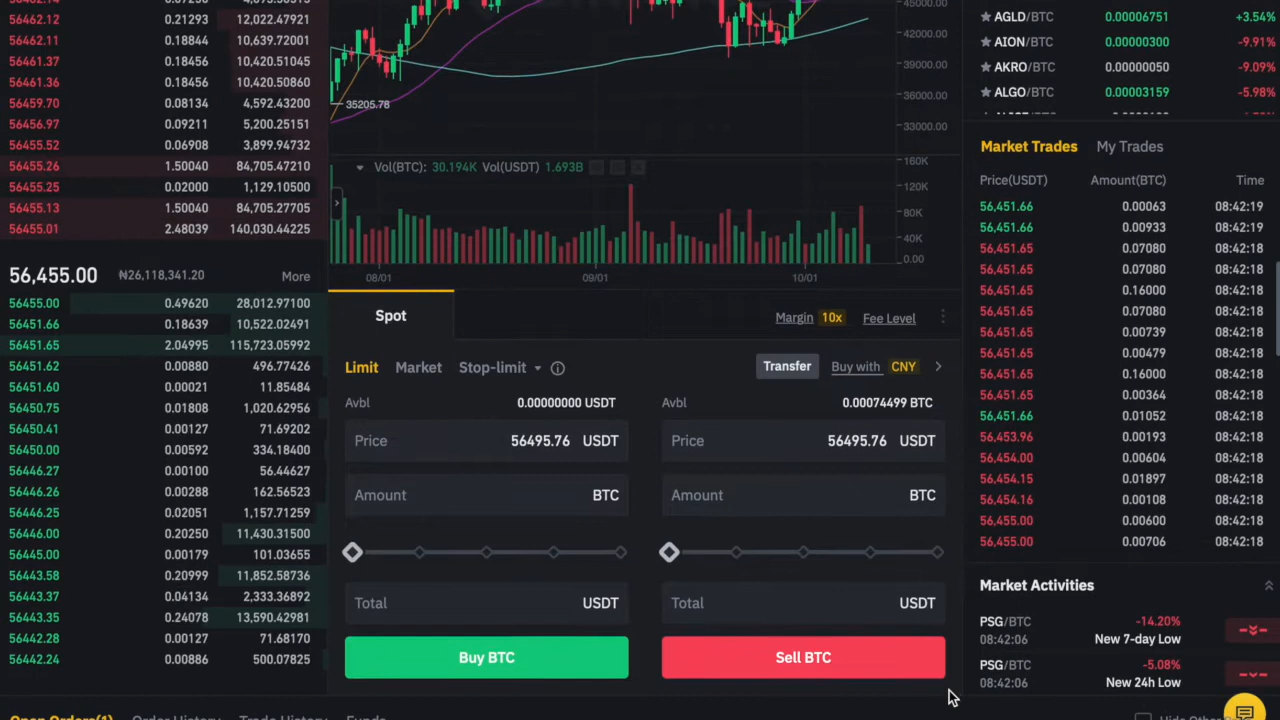 56462.12 0.21293 12,022.47921
56462.11 0.18844 10,639.72001
56461.37 0.18456 10,420.51045
56461.36 0.18456 10,420.50860
56459.70 0.08134 4,592.43200
56456.97 0.09211 5,200.25151
56455.52 0.06908 3,899.94732
56455.26 1.50040 84,705.47210
56455.25 0.02000 1,129.10500
56455.13 1.50040 84,705.27705
56455.01 2.48039 140,030.44225
56,455.00 ₦26,118,341.20 More
56455.00 0.49620 28,012.97100
56451.66 0.18639 10,522.02491
56451.65 2.04995 115,723.05992
56451.62 0.00880 496.77426
56451.60 0.00021 11.85484
56450.75 0.01808 1,020.62956
56450.41 0.00127 71.69202
56450.00 0.00592 334.18400
56446.27 0.00100 56.44627
56446.26 0.00288 162.56523
56446.25 0.02051 1,157.71259
56446.00 0.20250 11,430.31500
56445.00 0.00179 101.03655
56443.58 0.20999 11,852.58736
56443.37 0.04134 2,333.36892
56443.35 0.24078 13,590.42981
56442.28 0.00127 71.68170
56442.24 0.00886 500.07825
45000.00
42000.00
39000.00
36000.00
33000.00
35205.78
Vol(BTC): 30.194K Vol(USDT) 1.693B
160K
120K
80K
40K
0.00
08/01 09/01 10/01
Spot Margin 10x Fee Level
Limit Market Stop-limit Transfer Buy with CNY
Avbl 0.00000000 USDT
Price 56495.76 USDT
Amount BTC
Total USDT
Buy BTC
Avbl 0.00074499 BTC
Price 56495.76 USDT
Amount BTC
Total USDT
Sell BTC
Open Orders(1) Order History Trade History Funds
AGLD/BTC 0.00006751 +3.54%
AION/BTC 0.00000300 -9.91%
AKRO/BTC 0.00000050 -9.09%
ALGO/BTC 0.00003159 -5.98%
Market Trades My Trades
Price(USDT) Amount(BTC) Time
56,451.66 0.00063 08:42:19
56,451.66 0.00933 08:42:19
56,451.65 0.07080 08:42:18
56,451.65 0.07080 08:42:18
56,451.65 0.16000 08:42:18
56,451.65 0.07080 08:42:18
56,451.65 0.00739 08:42:18
56,451.65 0.00479 08:42:18
56,451.65 0.16000 08:42:18
56,451.65 0.00364 08:42:18
56,451.66 0.01052 08:42:18
56,453.96 0.00193 08:42:18
56,454.00 0.00604 08:42:18
56,454.15 0.01897 08:42:18
56,454.16 0.00108 08:42:18
56,455.00 0.00600 08:42:18
56,455.00 0.00706 08:42:18
Market Activities
PSG/BTC -14.20%
08:42:06 New 7-day Low
PSG/BTC -5.08%
08:42:06 New 24h Low